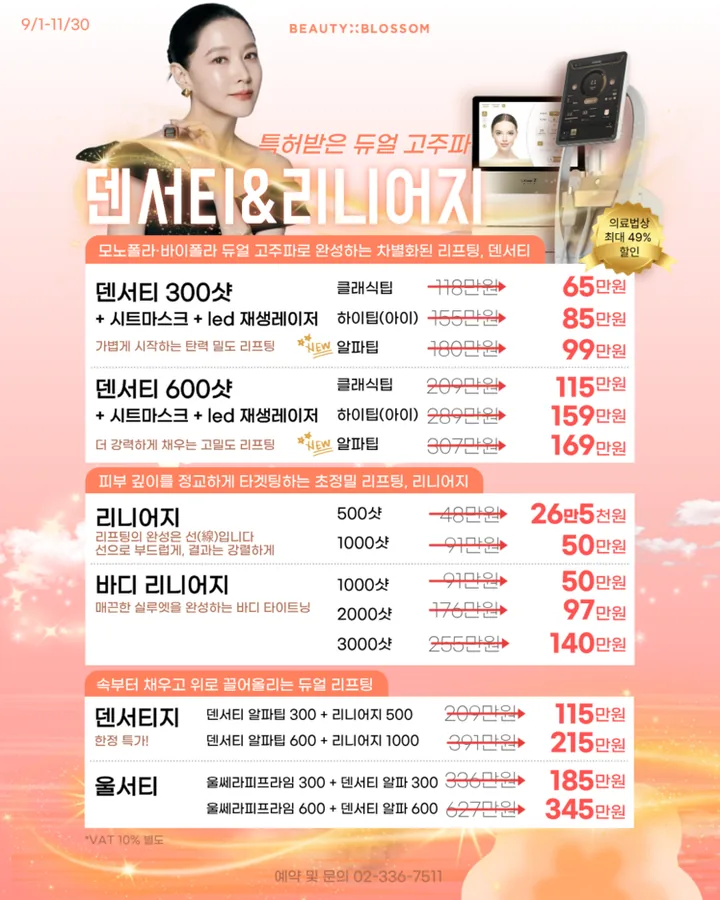 9/1-11/30
BEAUTY::BLOSSOM
특허받은 듀얼 고주파
덴서티&리니어지
의료법상
최대 49%
할인
모노폴라·바이폴라 듀얼 고주파로 완성하는 차별화된 리프팅, 덴서티
덴서티 300샷
+ 시트마스크 + led 재생레이저
가볍게 시작하는 탄력 밀도 리프팅
클래식팁 118만원 65만원
하이팁(아이) 155만원 85만원
NEW 알파팁 180만원 99만원
덴서티 600샷
+ 시트마스크 + led 재생레이저
더 강력하게 채우는 고밀도 리프팅
클래식팁 209만원 115만원
하이팁(아이) 289만원 159만원
NEW 알파팁 307만원 169만원
피부 깊이를 정교하게 타겟팅하는 초정밀 리프팅, 리니어지
리니어지
리프팅의 완성은 선(線)입니다
선으로 부드럽게, 결과는 강렬하게
500샷 48만원 26만5천원
1000샷 91만원 50만원
바디 리니어지
매끈한 실루엣을 완성하는 바디 타이트닝
1000샷 91만원 50만원
2000샷 176만원 97만원
3000샷 255만원 140만원
속부터 채우고 위로 끌어올리는 듀얼 리프팅
덴서티지
한정 특가!
덴서티 알파팁 300 + 리니어지 500 209만원 115만원
덴서티 알파팁 600 + 리니어지 1000 391만원 215만원
울서티
울쎄라피프라임 300 + 덴서티 알파 300 336만원 185만원
울쎄라피프라임 600 + 덴서티 알파 600 627만원 345만원
*VAT 10% 별도
예약 및 문의 02-336-7511